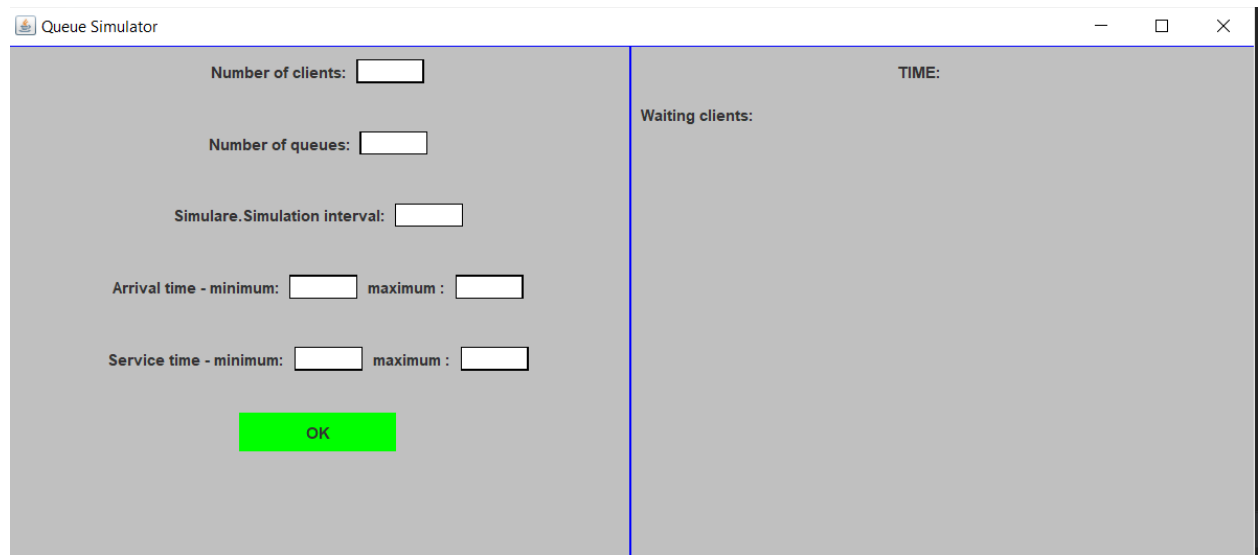 Queue Simulator
Number of clients:
Number of queues:
Simulare.Simulation interval:
Arrival time - minimum: maximum :
Service time - minimum: maximum :
OK
TIME:
Waiting clients: